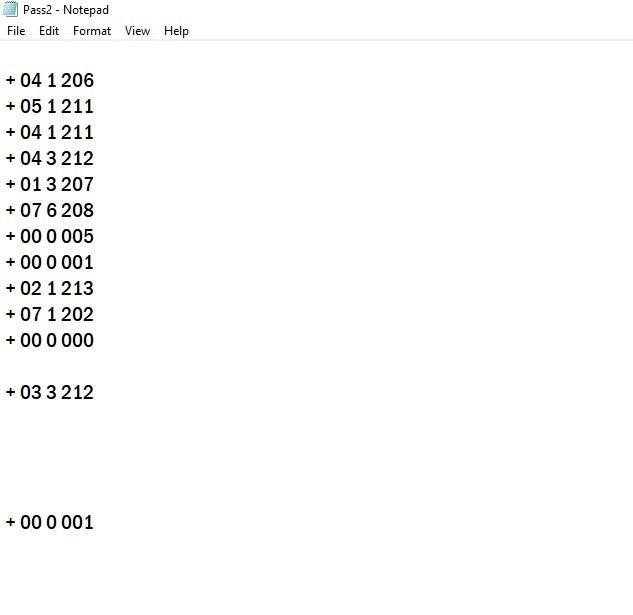 Pass2 - Notepad
File Edit Format View Help
+ 04 1 206
+ 05 1 211
+ 04 1 211
+ 04 3 212
+ 01 3 207
+ 07 6 208
+ 00 0 005
+ 00 0 001
+ 02 1 213
+ 07 1 202
+ 00 0 000
+ 03 3 212
+ 00 0 001